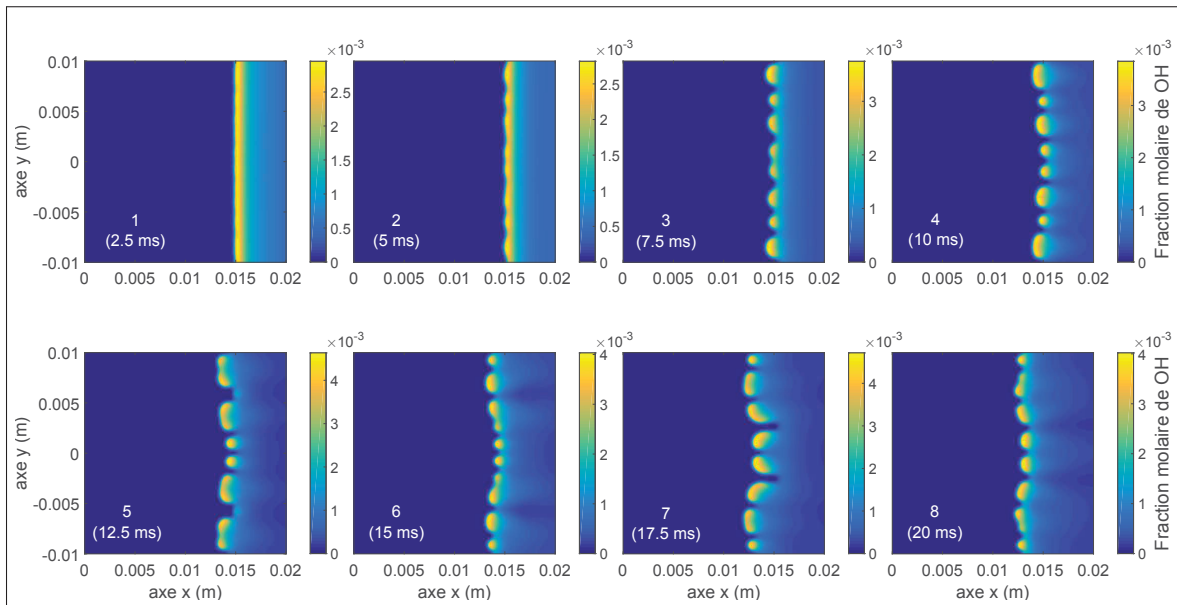 ×10⁻³ ×10⁻³ ×10⁻³ ×10⁻³
0.01
0.005
0
-0.005
-0.01
axe y (m)
1
(2.5 ms)
0 0.005 0.01 0.015 0.02
2.5
2
1.5
1
0.5
0
2
(5 ms)
0 0.005 0.01 0.015 0.02
2.5
2
1.5
1
0.5
0
3
(7.5 ms)
0 0.005 0.01 0.015 0.02
3
2
1
0
4
(10 ms)
0 0.005 0.01 0.015 0.02
3
2
1
0
Fraction molaire de OH
×10⁻³ ×10⁻³ ×10⁻³ ×10⁻³
0.01
0.005
0
-0.005
-0.01
axe y (m)
5
(12.5 ms)
0 0.005 0.01 0.015 0.02
axe x (m)
4
3
2
1
0
6
(15 ms)
0 0.005 0.01 0.015 0.02
axe x (m)
4
3
2
1
0
7
(17.5 ms)
0 0.005 0.01 0.015 0.02
axe x (m)
4
3
2
1
0
8
(20 ms)
0 0.005 0.01 0.015 0.02
axe x (m)
4
3
2
1
0
Fraction molaire de OH